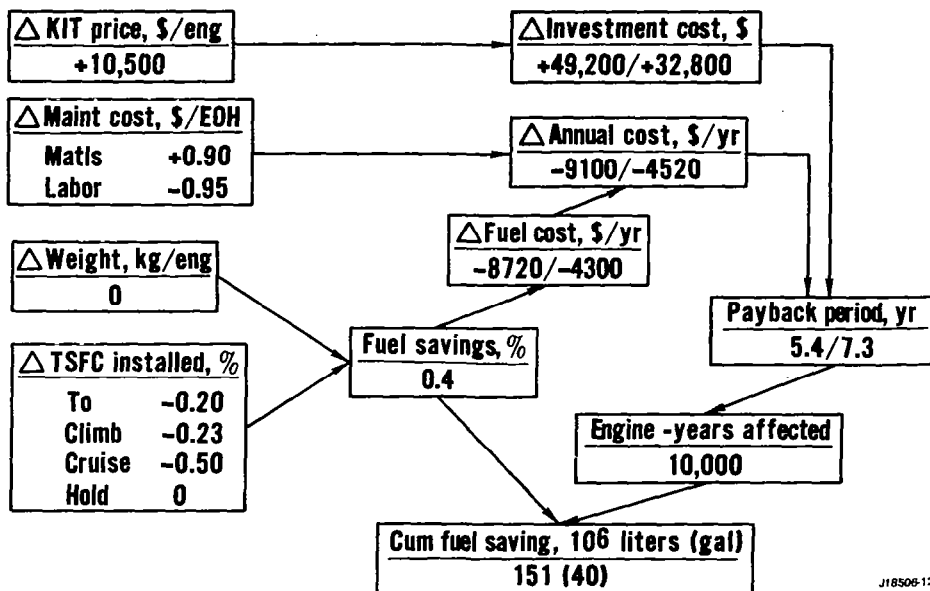 △ KIT price, $/eng
+10,500
△ Investment cost, $
+49,200/+32,800
△ Maint cost, $/EOH
Matls +0.90
Labor -0.95
△ Annual cost, $/yr
-9100/-4520
△ Fuel cost, $/yr
-8720/-4300
△ Weight, kg/eng
0
Payback period, yr
5.4/7.3
Fuel savings, %
0.4
△ TSFC installed, %
To -0.20
Climb -0.23
Cruise -0.50
Hold 0
Engine -years affected
10,000
Cum fuel saving, 10⁶ liters (gal)
151 (40)